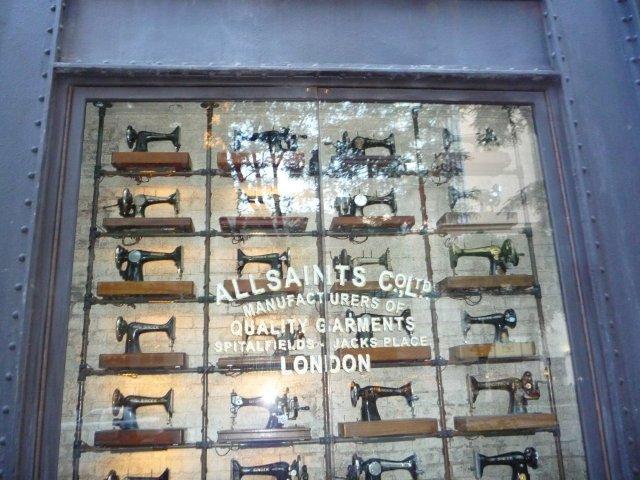 ALLSAINTS CO LTD
MANUFACTURERS OF
QUALITY GARMENTS
SPITALFIELDS - JACKS PLACE
LONDON